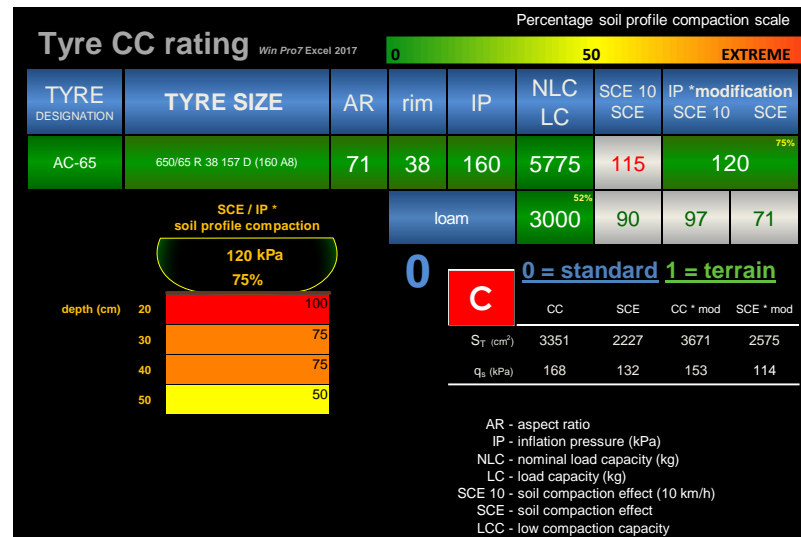 Percentage soil profile compaction scale
Tyre CC rating Win Pro7 Excel 2017
0 50 EXTREME
TYRE DESIGNATION TYRE SIZE AR rim IP NLC LC SCE 10 SCE IP *modification SCE 10 SCE
AC-65 650/65 R 38 157 D (160 A8) 71 38 160 5775 115 120 75%
loam 3000 52% 90 97 71
SCE / IP *
soil profile compaction
120 kPa
75%
depth (cm) 20 100
30 75
40 75
50 50
0 0 = standard 1 = terrain
C CC SCE CC * mod SCE * mod
S_T (cm²) 3351 2227 3671 2575
q_s (kPa) 168 132 153 114
AR - aspect ratio
IP - inflation pressure (kPa)
NLC - nominal load capacity (kg)
LC - load capacity (kg)
SCE 10 - soil compaction effect (10 km/h)
SCE - soil compaction effect
LCC - low compaction capacity